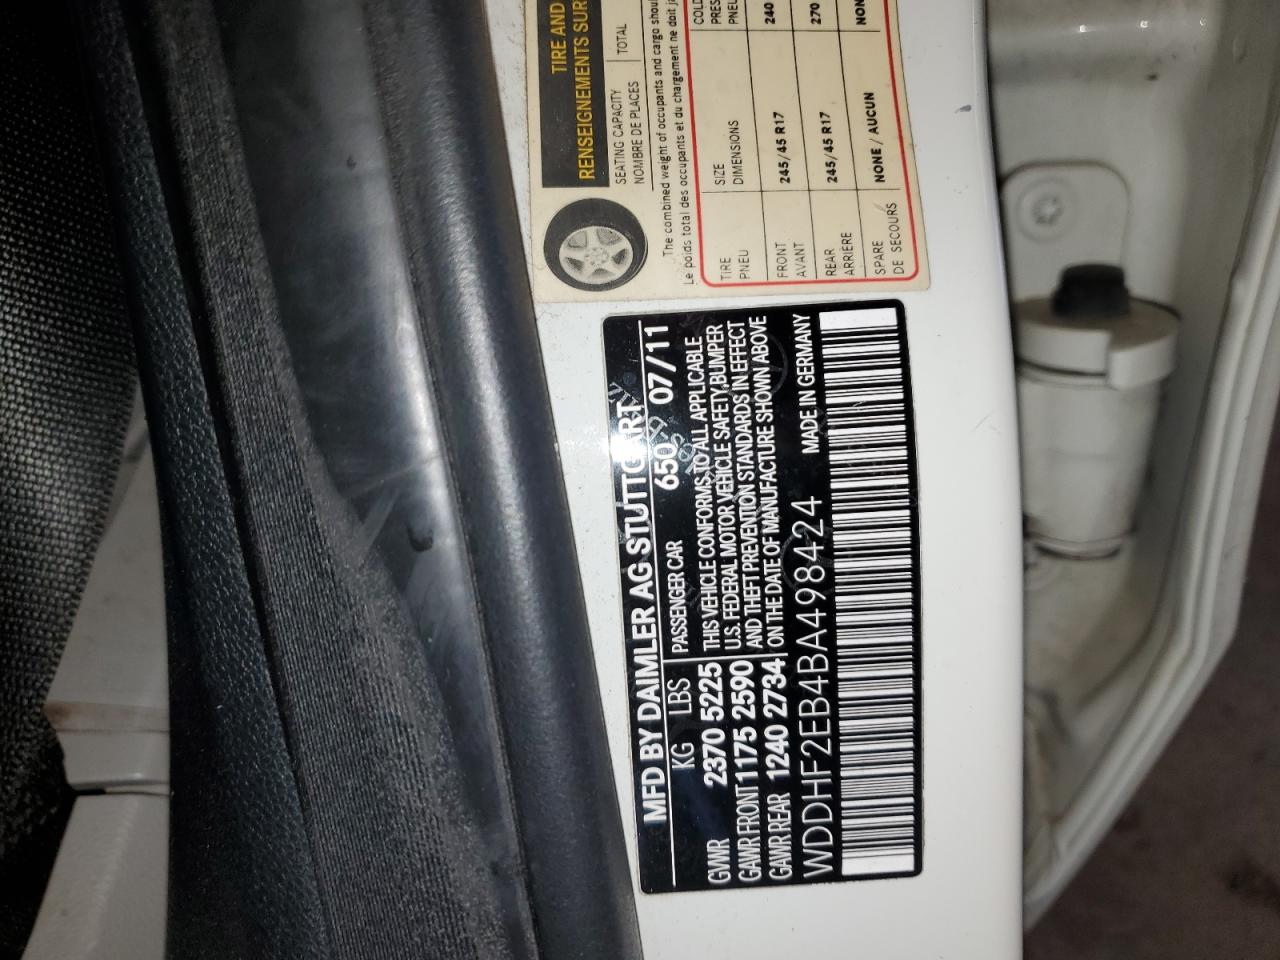 TIRE AND
RENSEIGNEMENTS SUR
SEATING CAPACITY
NOMBRE DE PLACES
TOTAL
The combined weight of occupants and cargo
Le poids total des occupants et du chargement ne doit
TIRE SIZE COLD
PNEU DIMENSIONS
FRONT 245/45 R17 240
AVANT
REAR 245/45 R17 270
ARRIÈRE
SPARE NONE / AUCUN
DE SECOURS
MFD BY DAIMLER AG STUTTGART
KG LBS PASSENGER CAR 650 07/11
GVWR 2370 5225 THIS VEHICLE CONFORMS TO ALL APPLICABLE
GAWR FRONT 1175 2590 U.S. FEDERAL MOTOR VEHICLE SAFETY, BUMPER
GAWR REAR 1240 2734 AND THEFT PREVENTION STANDARDS IN EFFECT
ON THE DATE OF MANUFACTURE SHOWN ABOVE
WDDHF2EB4BA498424 MADE IN GERMANY